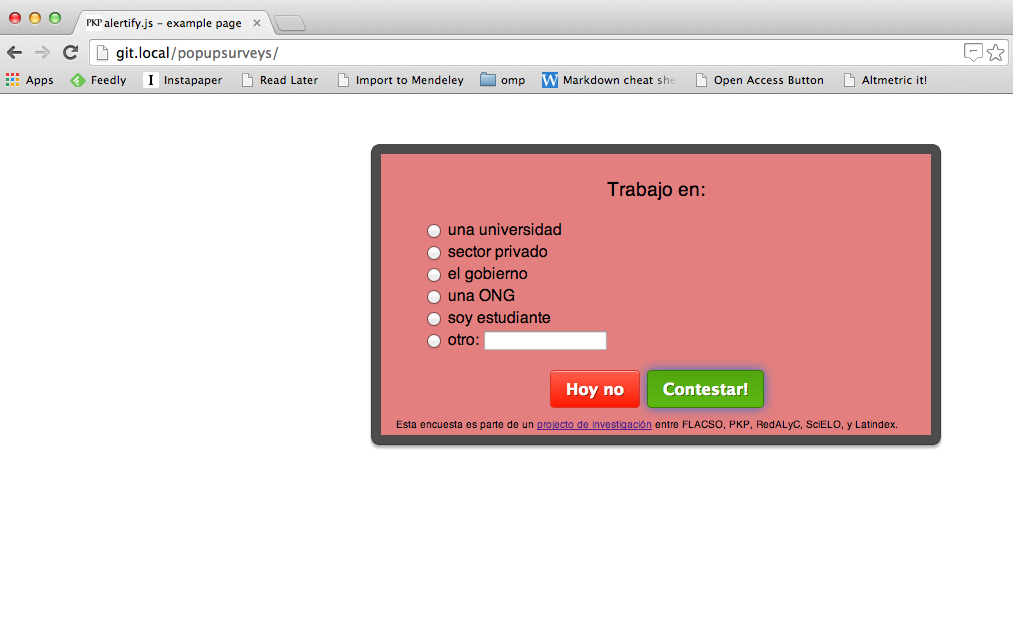 PKP alertify.js – example page
git.local/popupsurveys/
Apps Feedly I Instapaper Read Later Import to Mendeley omp W Markdown cheat she Open Access Button Altmetric it!
Trabajo en:
una universidad
sector privado
el gobierno
una ONG
soy estudiante
otro:
Hoy no Contestar!
Esta encuesta es parte de un projecto de investigación entre FLACSO, PKP, RedALyC, SciELO, y Latindex.